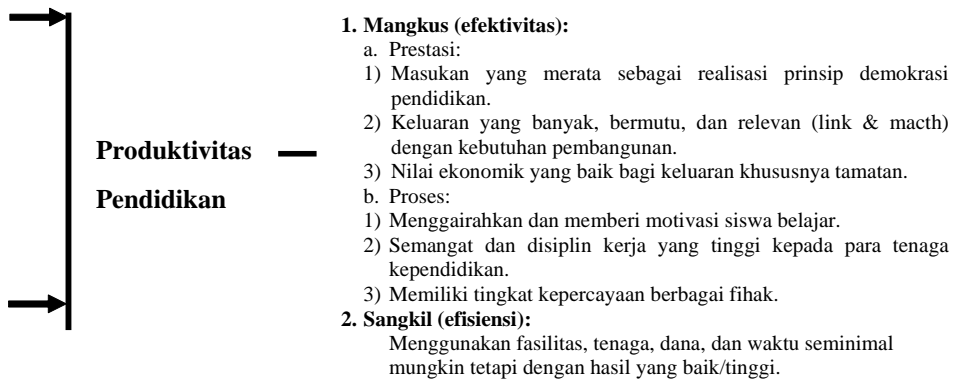 Produktivitas
Pendidikan
1. Mangkus (efektivitas):
a. Prestasi:
1) Masukan yang merata sebagai realisasi prinsip demokrasi
pendidikan.
2) Keluaran yang banyak, bermutu, dan relevan (link & macth)
dengan kebutuhan pembangunan.
3) Nilai ekonomik yang baik bagi keluaran khususnya tamatan.
b. Proses:
1) Menggairahkan dan memberi motivasi siswa belajar.
2) Semangat dan disiplin kerja yang tinggi kepada para tenaga
kependidikan.
3) Memiliki tingkat kepercayaan berbagai fihak.
2. Sangkil (efisiensi):
Menggunakan fasilitas, tenaga, dana, dan waktu seminimal
mungkin tetapi dengan hasil yang baik/tinggi.